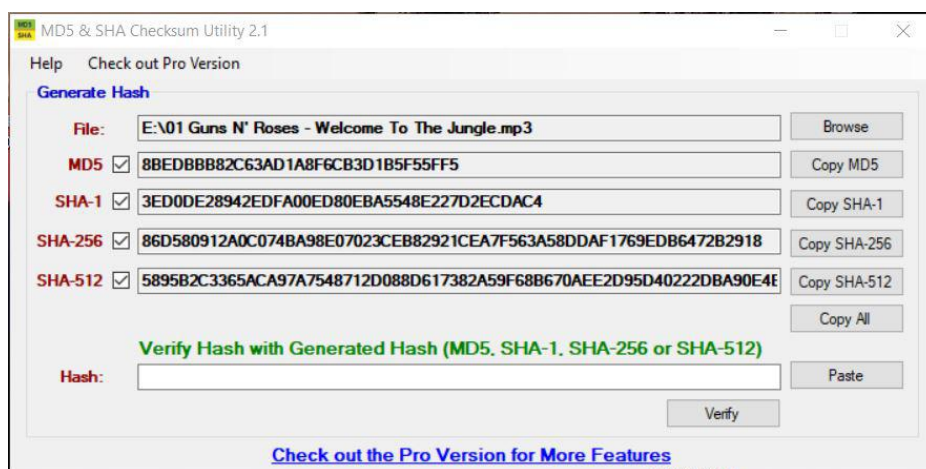 MD5 SHA MD5 & SHA Checksum Utility 2.1
Help Check out Pro Version
Generate Hash
File: E:\01 Guns N' Roses - Welcome To The Jungle.mp3 Browse
MD5 8BEDBBB82C63AD1A8F6CB3D1B5F55FF5 Copy MD5
SHA-1 3ED0DE28942EDFA00ED80EBA5548E227D2ECDAC4 Copy SHA-1
SHA-256 86D580912A0C074BA98E07023CEB82921CEA7F563A58DDAF1769EDB6472B2918 Copy SHA-256
SHA-512 5895B2C3365ACA97A7548712D088D617382A59F68B670AEE2D95D40222DBA90E4E Copy SHA-512
Copy All
Verify Hash with Generated Hash (MD5, SHA-1, SHA-256 or SHA-512)
Hash: Paste
Verify
Check out the Pro Version for More Features